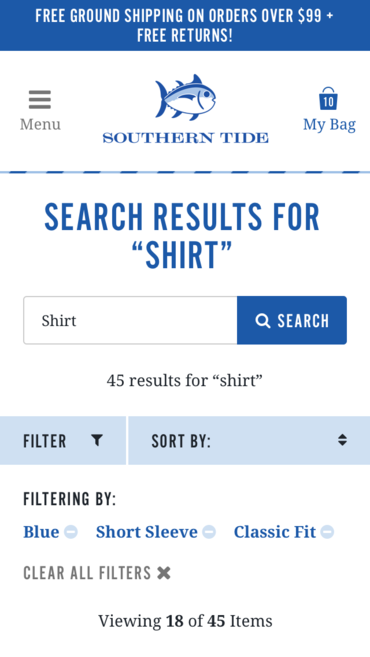 FREE GROUND SHIPPING ON ORDERS OVER $99 +
FREE RETURNS!
Menu
SOUTHERN TIDE
10
My Bag
SEARCH RESULTS FOR
“SHIRT”
Shirt
SEARCH
45 results for “shirt”
FILTER
SORT BY:
FILTERING BY:
Blue
Short Sleeve
Classic Fit
CLEAR ALL FILTERS
Viewing 18 of 45 Items